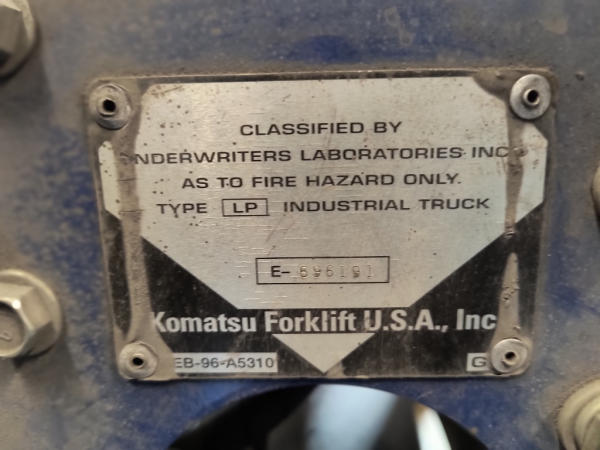 CLASSIFIED BY
UNDERWRITERS LABORATORIES INC.
AS TO FIRE HAZARD ONLY.
TYPE LP INDUSTRIAL TRUCK
E-696191
Komatsu Forklift U.S.A., Inc
EB-96-A5310
G